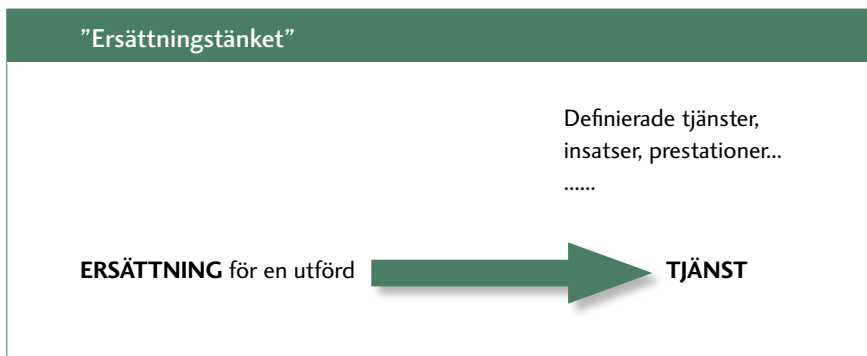 ”Ersättningstänket”
Definierade tjänster,
insatser, prestationer...
......
ERSÄTTNING för en utförd
TJÄNST